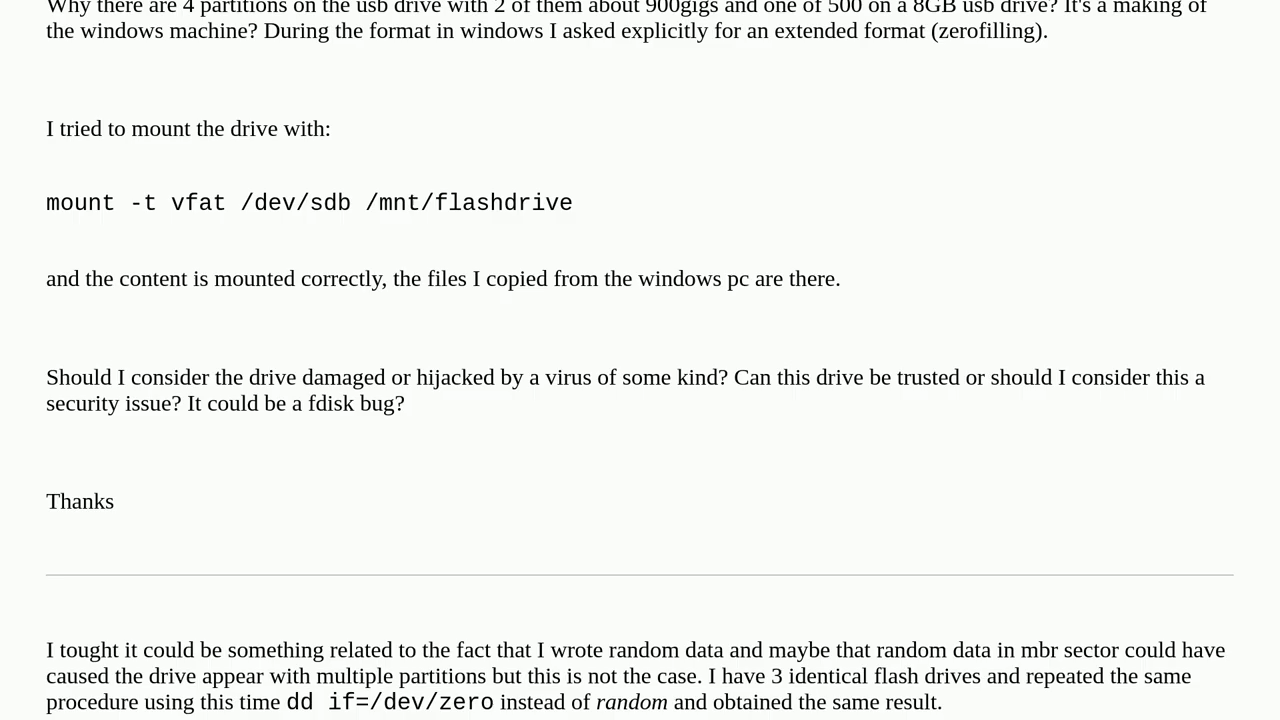 Why there are 4 partitions on the usb drive with 2 of them about 900gigs and one of 500 on a 8GB usb drive? It's a making of
the windows machine? During the format in windows I asked explicitly for an extended format (zerofilling).
I tried to mount the drive with:
mount -t vfat /dev/sdb /mnt/flashdrive
and the content is mounted correctly, the files I copied from the windows pc are there.
Should I consider the drive damaged or hijacked by a virus of some kind? Can this drive be trusted or should I consider this a
security issue? It could be a fdisk bug?
Thanks
I tought it could be something related to the fact that I wrote random data and maybe that random data in mbr sector could have
caused the drive appear with multiple partitions but this is not the case. I have 3 identical flash drives and repeated the same
procedure using this time dd if=/dev/zero instead of random and obtained the same result.